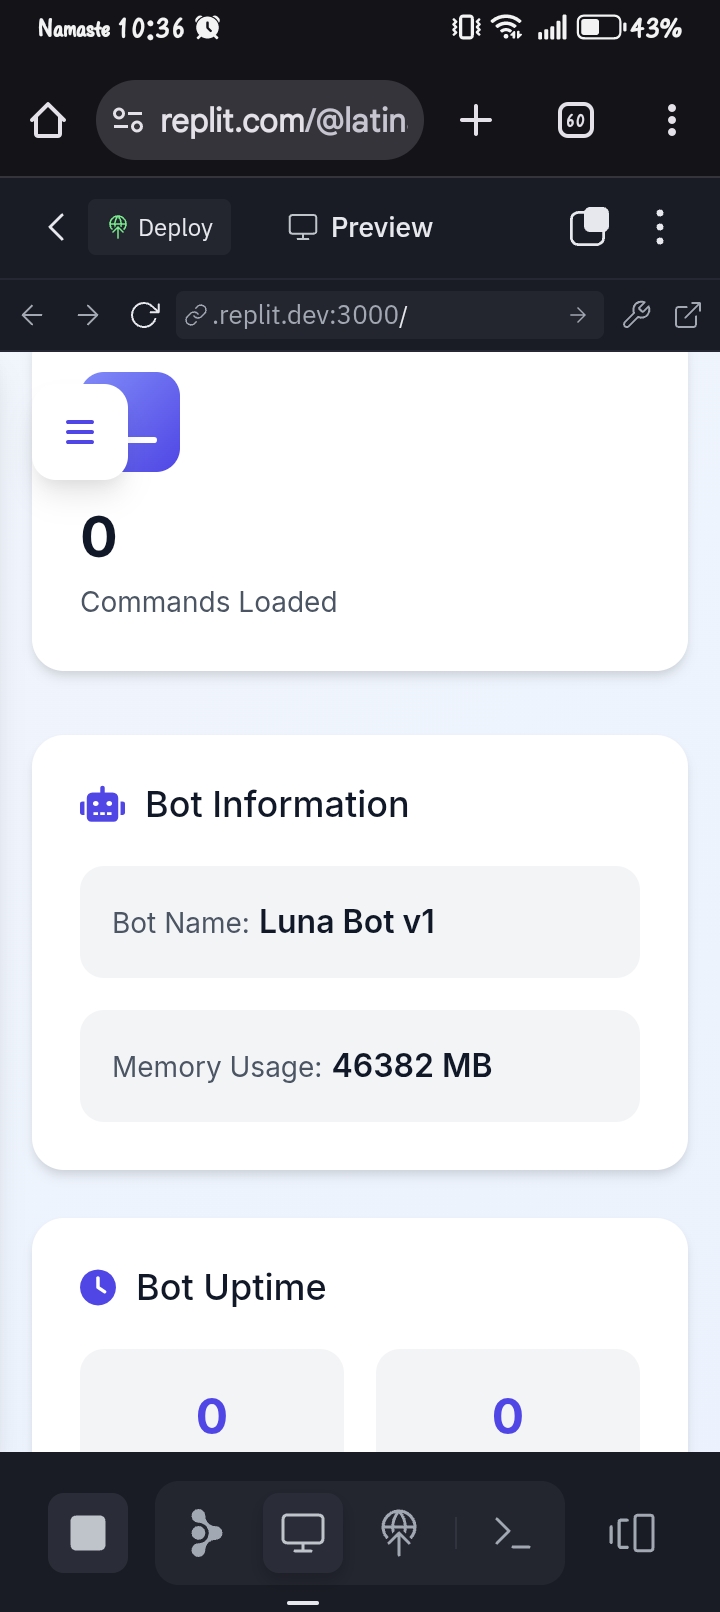 Namaste 10:36 43%
replit.com/@latin 60
Deploy Preview
.replit.dev:3000/
0
Commands Loaded
Bot Information
Bot Name: Luna Bot v1
Memory Usage: 46382 MB
Bot Uptime
0 0